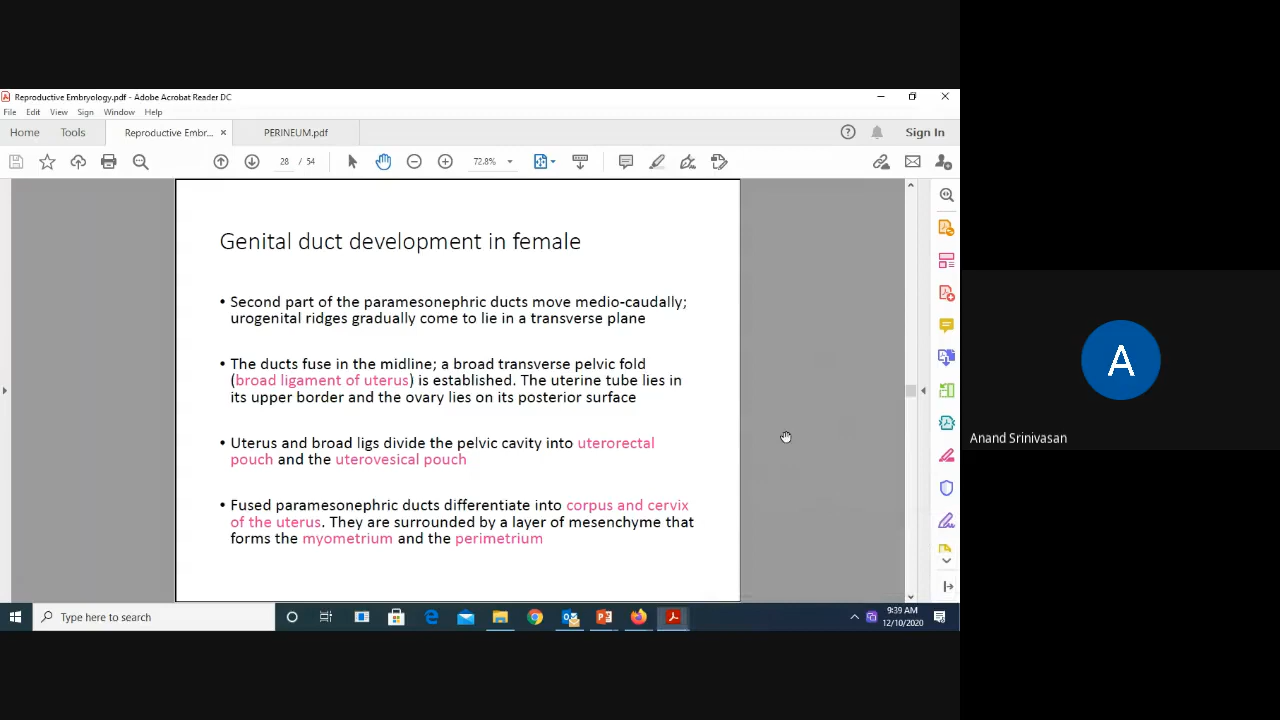 Reproductive Embryology.pdf - Adobe Acrobat Reader DC
File Edit View Sign Window Help
Home Tools Reproductive Embr... × PERINEUM.pdf Sign In
28 / 54 72.8%
Genital duct development in female
• Second part of the paramesonephric ducts move medio-caudally;
urogenital ridges gradually come to lie in a transverse plane
• The ducts fuse in the midline; a broad transverse pelvic fold
(broad ligament of uterus) is established. The uterine tube lies in
its upper border and the ovary lies on its posterior surface
• Uterus and broad ligs divide the pelvic cavity into uterorectal
pouch and the uterovesical pouch
• Fused paramesonephric ducts differentiate into corpus and cervix
of the uterus. They are surrounded by a layer of mesenchyme that
forms the myometrium and the perimetrium
A
Anand Srinivasan
Type here to search
9:39 AM
12/10/2020